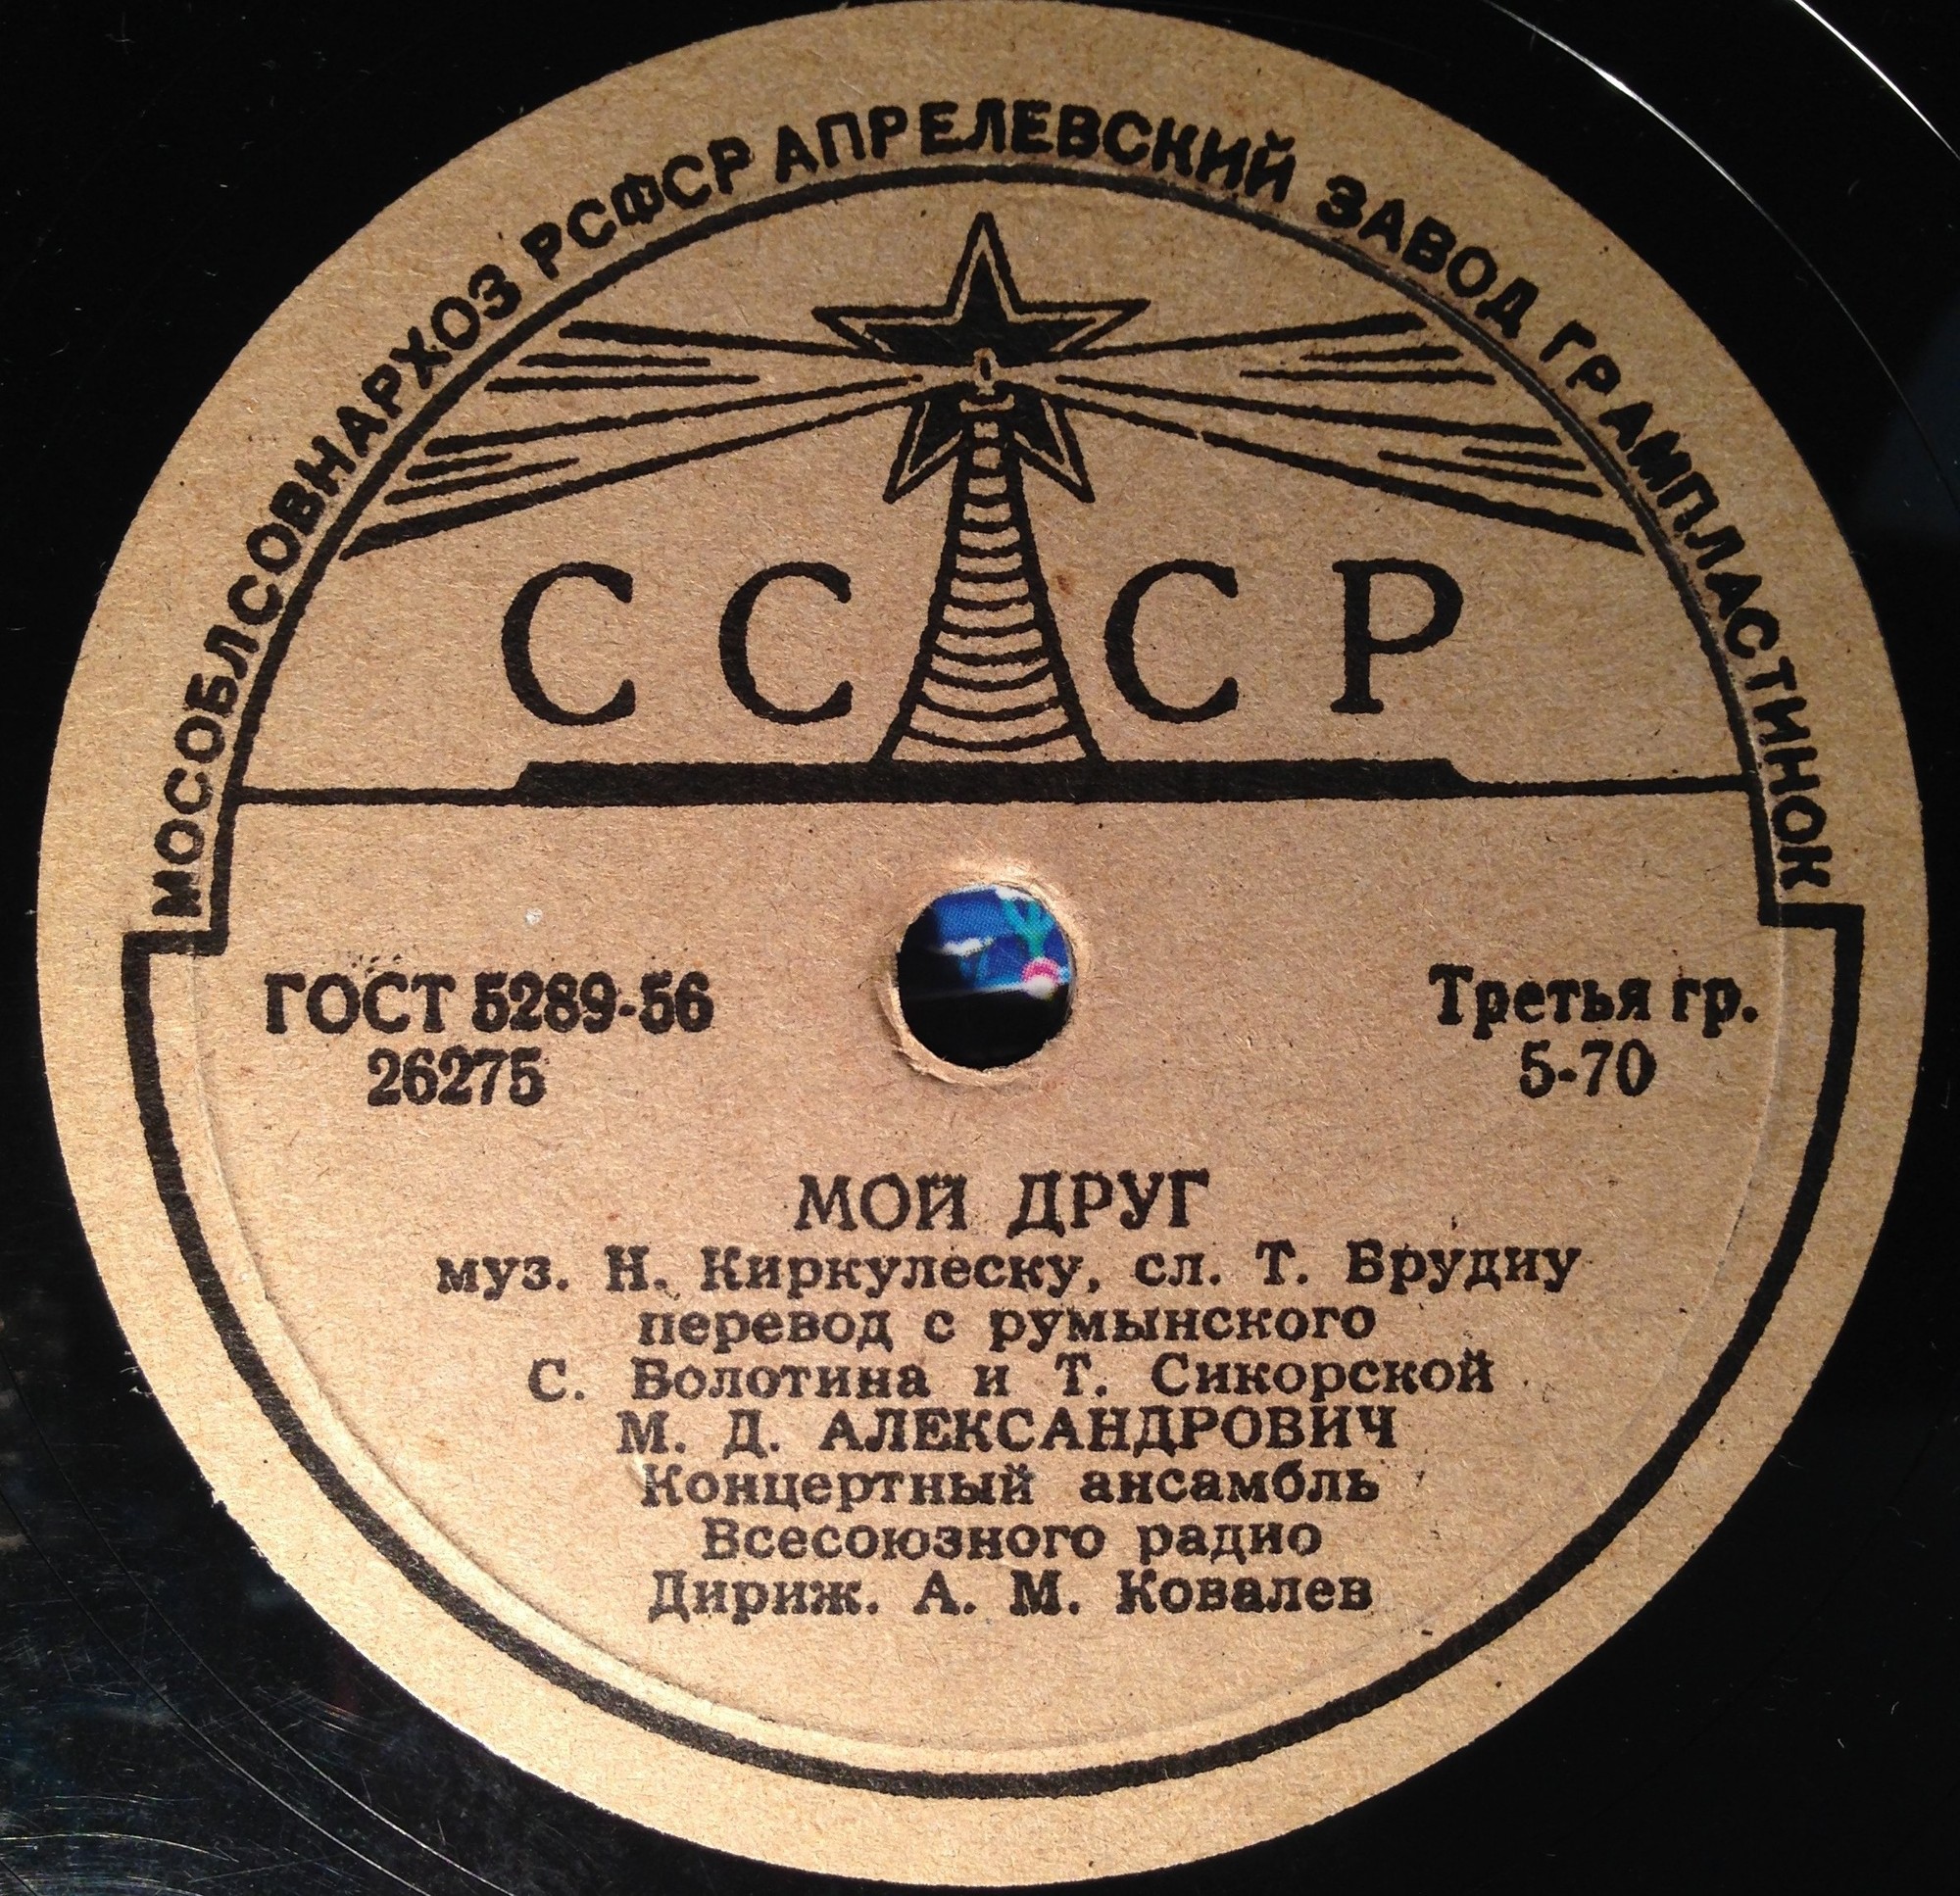 МОСОБЛСОВНАРХОЗ РСФСР АПРЕЛЕВСКИЙ ЗАВОД ГРАМПЛАСТИНОК
СССР
ГОСТ 5289-56
26275
Третья гр.
5-70
МОЙ ДРУГ
муз. Н. Киркулеску, сл. Т. Брудиу
перевод с румынского
С. Болотина и Т. Сикорской
М. Д. АЛЕКСАНДРОВИЧ
Концертный ансамбль
Всесоюзного радио
Дириж. А. М. Ковалев